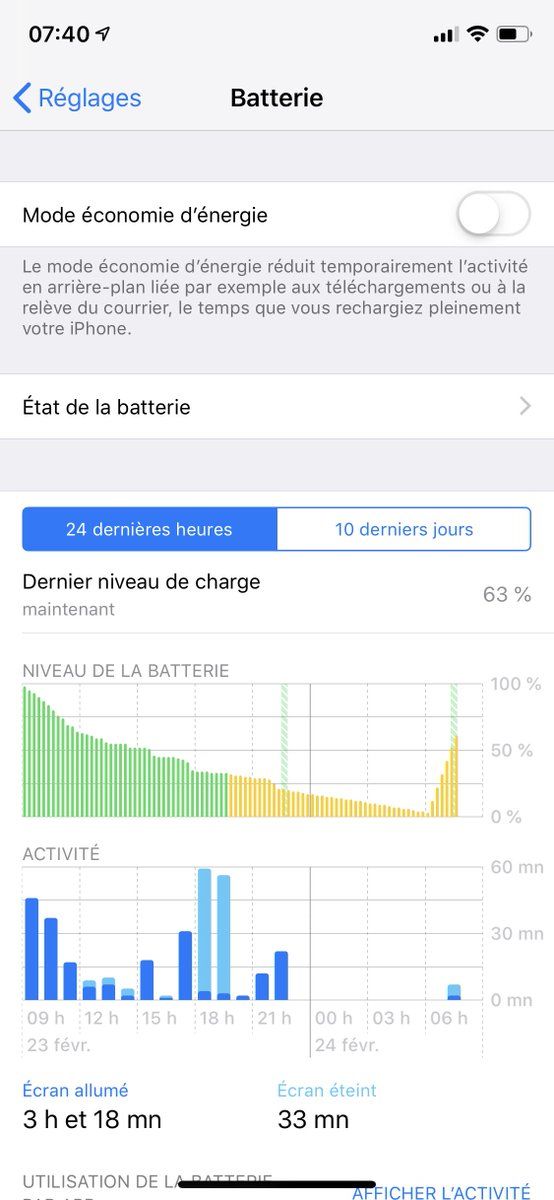 07:40
Réglages
Batterie
Mode économie d’énergie
Le mode économie d’énergie réduit temporairement l’activité
en arrière-plan liée par exemple aux téléchargements ou à la
relève du courrier, le temps que vous rechargiez pleinement
votre iPhone.
État de la batterie
24 dernières heures
10 derniers jours
Dernier niveau de charge
maintenant
63 %
NIVEAU DE LA BATTERIE
100 %
50 %
0 %
ACTIVITÉ
60 mn
30 mn
0 mn
09 h 12 h 15 h 18 h 21 h 00 h 03 h 06 h
23 févr. 24 févr.
Écran allumé
3 h et 18 mn
Écran éteint
33 mn
UTILISATION DE LA BATTERIE
PAR APP
AFFICHER L’ACTIVITÉ